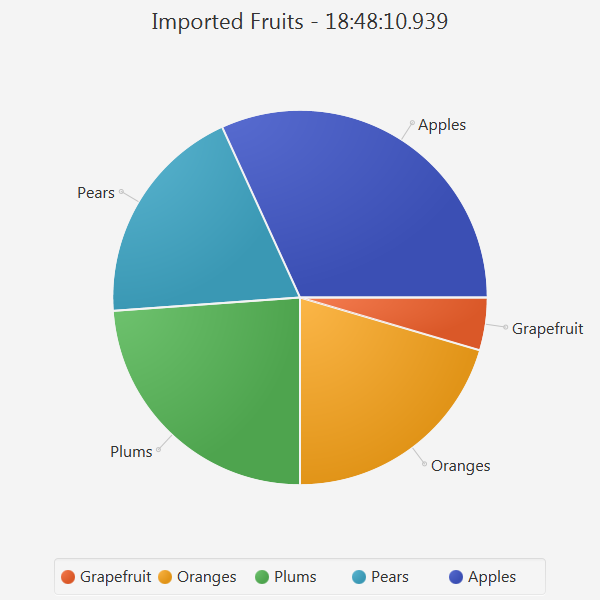 Imported Fruits - 18:48:10.939
Apples
Pears
Grapefruit
Plums
Oranges
Grapefruit Oranges Plums Pears Apples